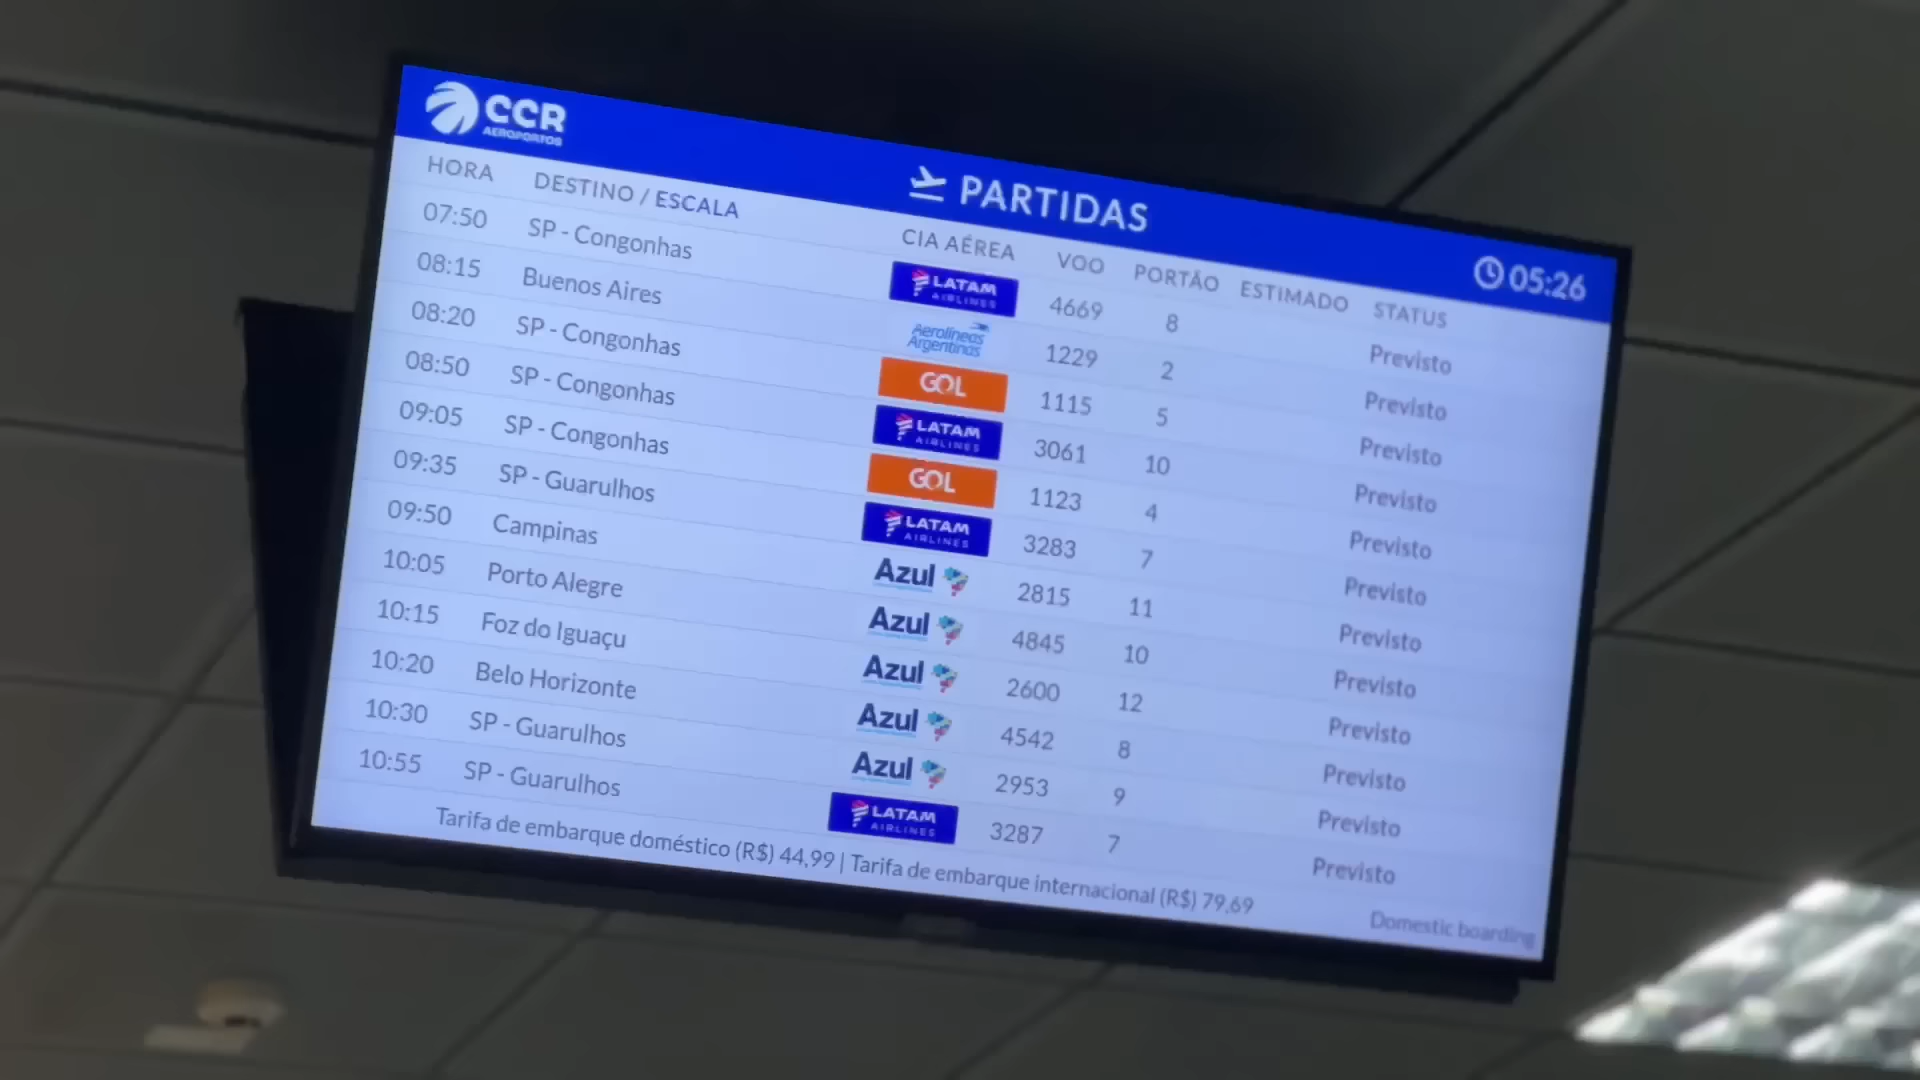 CCR
AEROPORTOS
PARTIDAS
05:26
HORA DESTINO / ESCALA CIA AÉREA VOO PORTÃO ESTIMADO STATUS
07:50 SP - Congonhas LATAM AIRLINES 4669 8 Previsto
08:15 Buenos Aires Aerolíneas Argentinas 1229 2 Previsto
08:20 SP - Congonhas GOL 1115 5 Previsto
08:50 SP - Congonhas LATAM AIRLINES 3061 10 Previsto
09:05 SP - Congonhas GOL 1123 4 Previsto
09:35 SP - Guarulhos LATAM AIRLINES 3283 7 Previsto
09:50 Campinas Azul 2815 11 Previsto
10:05 Porto Alegre Azul 4845 10 Previsto
10:15 Foz do Iguaçu Azul 2600 12 Previsto
10:20 Belo Horizonte Azul 4542 8 Previsto
10:30 SP - Guarulhos Azul 2953 9 Previsto
10:55 SP - Guarulhos LATAM AIRLINES 3287 7 Previsto
Tarifa de embarque doméstico (R$) 44,99 | Tarifa de embarque internacional (R$) 79,69
Domestic boarding